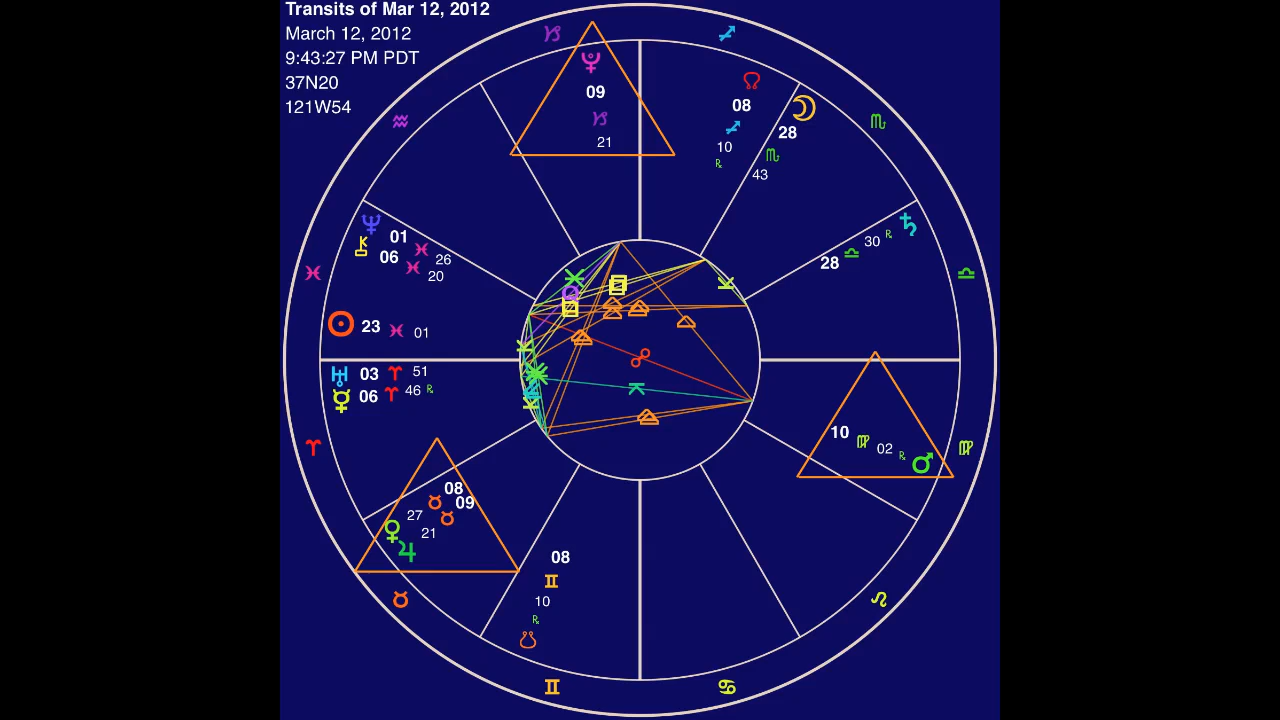 Transits of Mar 12, 2012
March 12, 2012
9:43:27 PM PDT
37N20
121W54
♑ ♐
♇
09
♑
21
☊
08
♐
10
℞
☽
28
♏
43
♒ ♏
♆ 01 ♓ 26
⚷ 06 ♓ 20
28 ♎ 30 ℞ ♄
♓ ♎
☉ 23 ♓ 01
♅ 03 ♈ 51
☿ 06 ♈ 46 ℞
10 ♍ 02 ℞ ♂
♈ ♍
♀ 27 ♉ 08
♃ 21 ♉ 09
08
♊
10
℞
☋
♉ ♌
♊ ♋